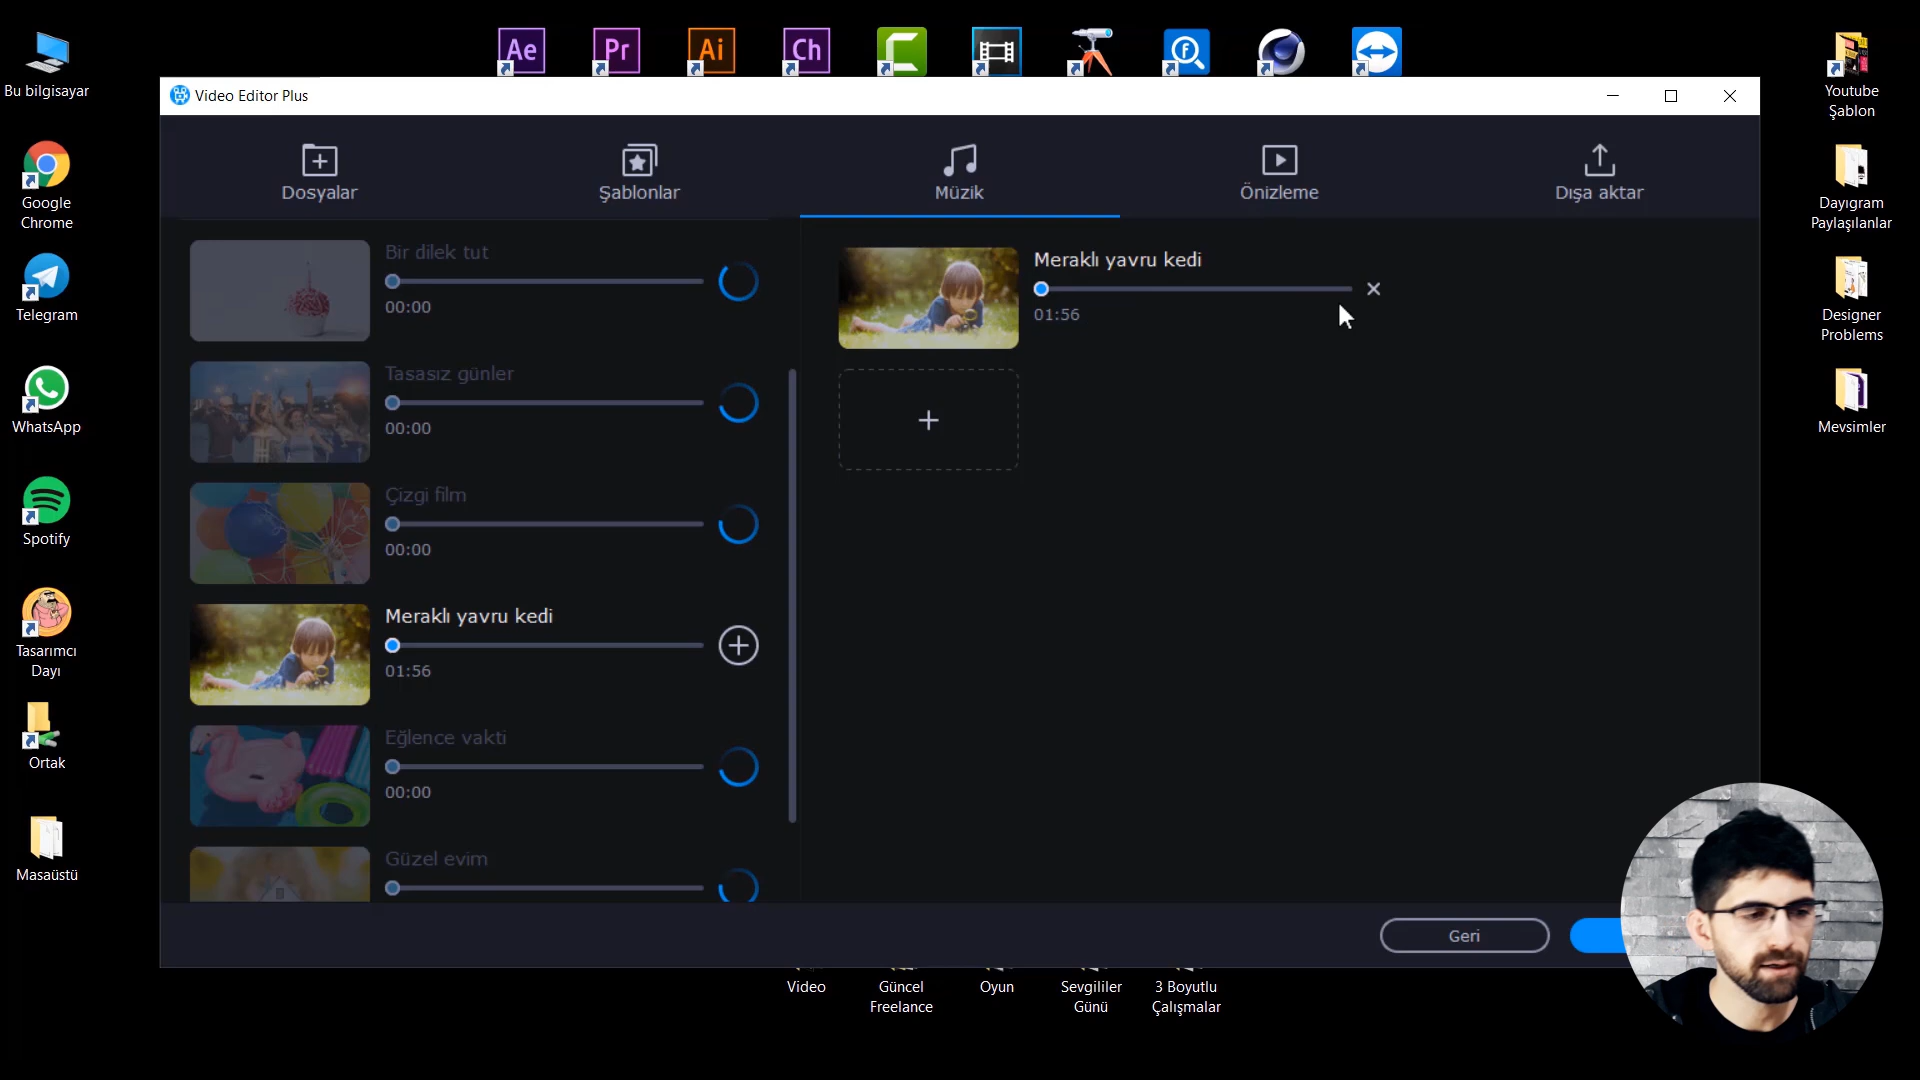 Ae
Pr
Ai
Ch
Bu bilgisayar
Google
Chrome
Telegram
WhatsApp
Spotify
Tasarımcı
Dayı
Ortak
Masaüstü
Video Editor Plus
Dosyalar
Şablonlar
Müzik
Önizleme
Dışa aktar
Bir dilek tut
00:00
Tasasız günler
00:00
Çizgi film
00:00
Meraklı yavru kedi
01:56
Eğlence vakti
00:00
Güzel evim
Meraklı yavru kedi
01:56
Geri
Video
Güncel
Freelance
Oyun
Sevgililer
Günü
3 Boyutlu
Çalışmalar
Youtube
Şablon
Dayıgram
Paylaşılanlar
Designer
Problems
Mevsimler